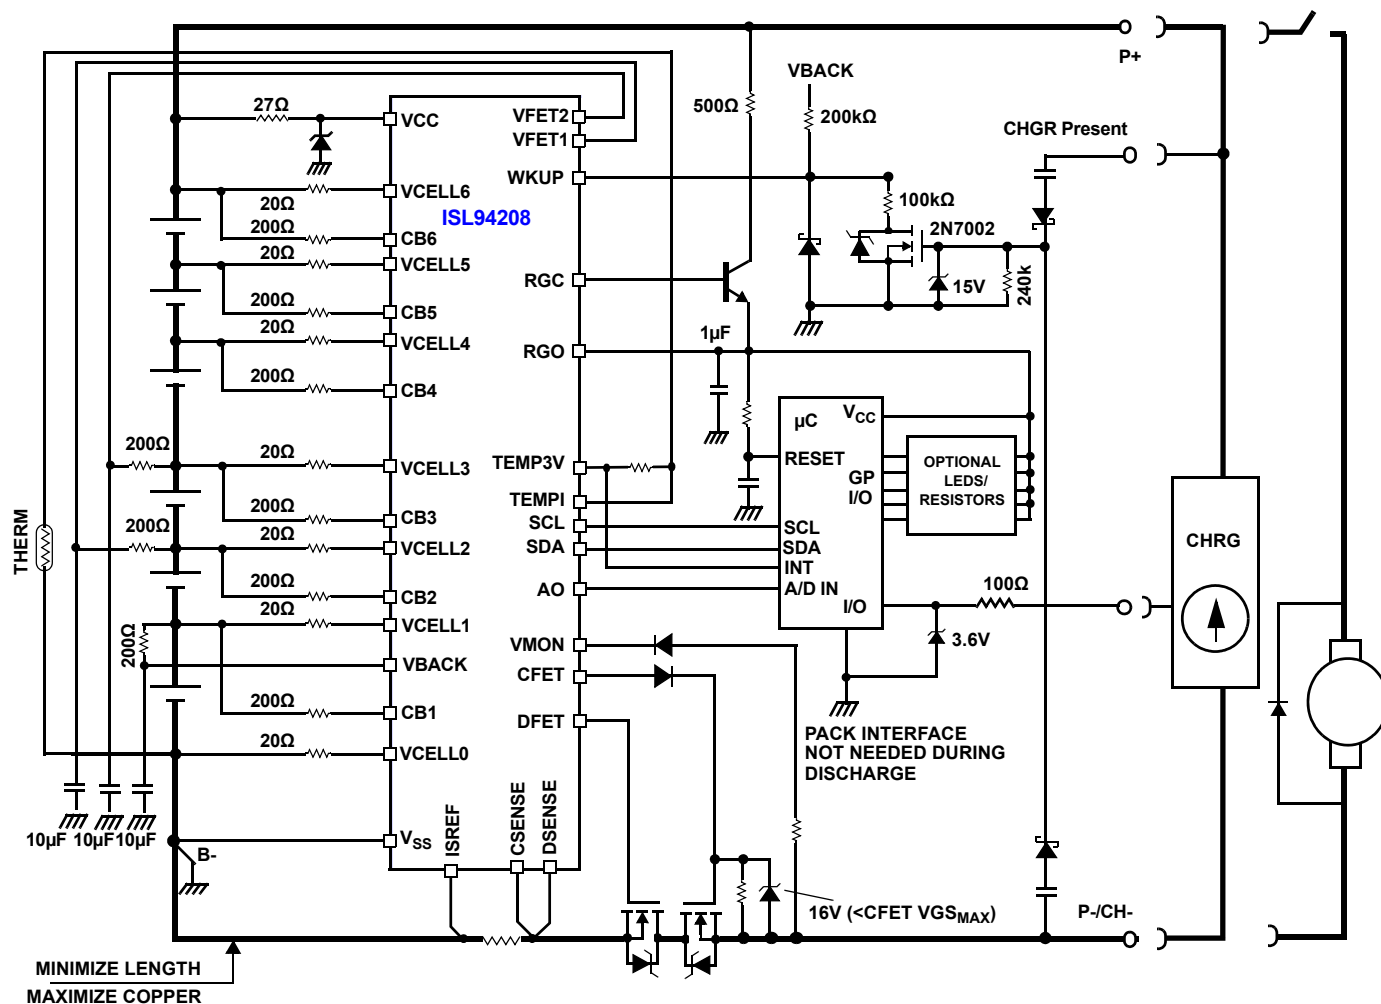 P+
VBACK
27Ω
500Ω
200kΩ
CHGR Present
VCC
VFET2
VFET1
WKUP
VCELL6
20Ω
ISL94208
100kΩ
2N7002
200Ω
CB6
20Ω
VCELL5
RGC
15V
240k
200Ω
CB5
20Ω
VCELL4
1µF
RGO
200Ω
CB4
µC
VCC
200Ω
20Ω
VCELL3
TEMP3V
RESET
GP
I/O
OPTIONAL
LEDS/
RESISTORS
TEMPI
200Ω
CB3
SCL
SCL
200Ω
20Ω
VCELL2
SDA
SDA
INT
THERM
CHRG
200Ω
CB2
AO
A/D IN
I/O
100Ω
20Ω
VCELL1
200Ω
VMON
3.6V
VBACK
CFET
200Ω
CB1
DFET
PACK INTERFACE
NOT NEEDED DURING
DISCHARGE
20Ω
VCELL0
10µF
10µF
10µF
VSS
ISREF
CSENSE
DSENSE
B-
16V (<CFET VGSMAX)
P-/CH-
MINIMIZE LENGTH
MAXIMIZE COPPER